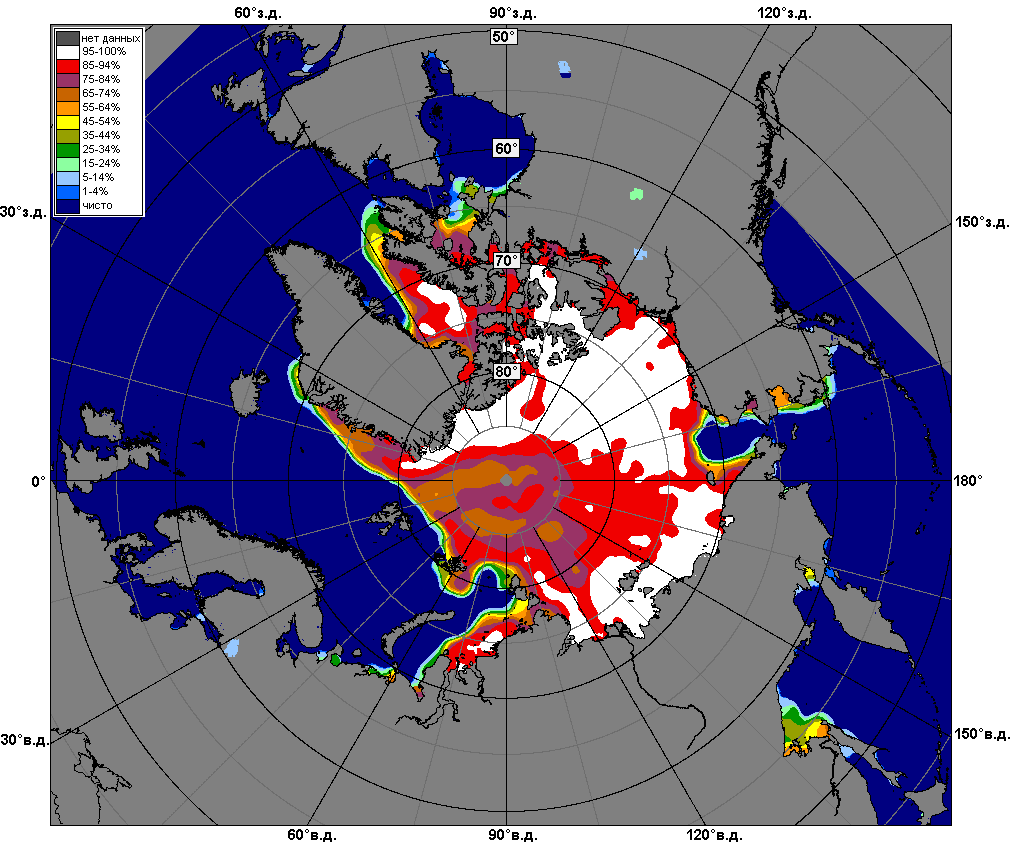 60°з.д.
90°з.д.
120°з.д.
50°
нет данных
95-100%
85-94%
75-84%
65-74%
55-64%
45-54%
35-44%
25-34%
15-24%
5-14%
1-4%
чисто
60°
30°з.д.
150°з.д.
70°
80°
0°
180°
30°в.д.
150°в.д.
60°в.д.
90°в.д.
120°в.д.